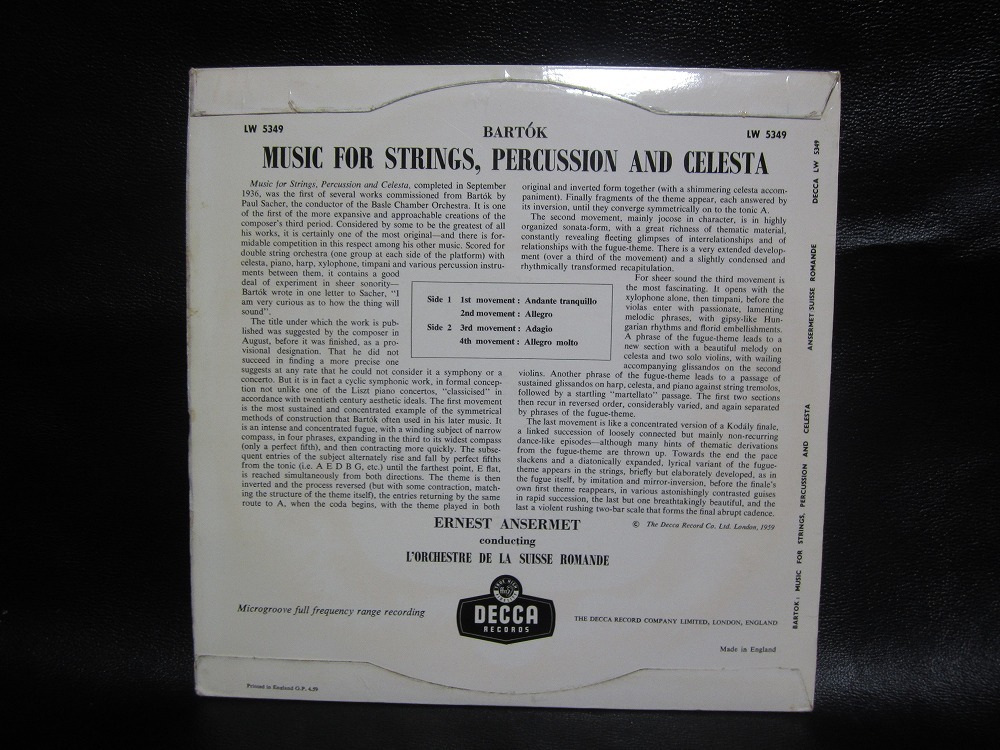 LW 5349
BARTÓK
LW 5349
MUSIC FOR STRINGS, PERCUSSION AND CELESTA
Music for Strings, Percussion and Celesta, completed in September
1936, was the first of several works commissioned from Bartók by
Paul Sacher, the conductor of the Basle Chamber Orchestra. It is one
of the first of the more expansive and approachable creations of the
composer's third period. Considered by some to be the greatest of all
his works, it is certainly one of the most original—and there is for-
midable competition in this respect among his other music. Scored for
double string orchestra (one group at each side of the platform) with
celesta, piano, harp, xylophone, timpani and various percussion instru-
ments between them, it contains a good
deal of experiment in sheer sonority—
Bartók wrote in one letter to Sacher, "I
am very curious as to how the thing will
sound".
The title under which the work is pub-
lished was suggested by the composer in
August, before it was finished, as a pro-
visional designation. That he did not
succeed in finding a more precise one
suggests at any rate that he could not consider it a symphony or a
concerto. But it is in fact a cyclic symphonic work, in formal concep-
tion not unlike one of the Liszt piano concertos, "classicised" in
accordance with twentieth century aesthetic ideals. The first movement
is the most sustained and concentrated example of the symmetrical
methods of construction that Bartók often used in his later music. It
is an intense and concentrated fugue, with a winding subject of narrow
compass, in four phrases, expanding in the third to its widest compass
(only a perfect fifth), and then contracting more quickly. The subse-
quent entries of the subject alternately rise and fall by perfect fifths
from the tonic (i.e. A E D B G, etc.) until the farthest point, E flat,
is reached simultaneously from both directions. The theme is then
inverted and the process reversed (but with some contraction, match-
ing the structure of the theme itself), the entries returning by the same
route to A, when the coda begins, with the theme played in both
original and inverted form together (with a shimmering celesta accom-
paniment). Finally fragments of the theme appear, each answered by
its inversion, until they converge symmetrically on to the tonic A.
The second movement, mainly jocose in character, is in highly
organized sonata-form, with a great richness of thematic material,
constantly revealing fleeting glimpses of interrelationships and of
relationships with the fugue-theme. There is a very extended develop-
ment (over a third of the movement) and a slightly condensed and
rhythmically transformed recapitulation.
For sheer sound the third movement is
the most fascinating. It opens with the
xylophone alone, then timpani, before the
violas enter with passionate, lamenting
melodic phrases, with gipsy-like Hun-
garian rhythms and florid embellishments.
A phrase of the fugue-theme leads to a
new section with a beautiful melody on
celesta and two solo violins, with wailing
accompanying glissandos on the second
violins. Another phrase of the fugue-theme leads to a passage of
sustained glissandos on harp, celesta, and piano against string tremolos,
followed by a startling "martellato" passage. The first two sections
then recur in reversed order, considerably varied, and again separated
by phrases of the fugue-theme.
The last movement is like a concentrated version of a Kodály finale,
a linked succession of loosely connected but mainly non-recurring
dance-like episodes—although many hints of thematic derivations
from the fugue-theme are thrown up. Towards the end the pace
slackens and a diatonically expanded, lyrical variant of the fugue-
theme appears in the strings, briefly but elaborately developed, as in
the fugue itself, by imitation and mirror-inversion, before the finale's
own first theme reappears, in various astonishingly contrasted guises
in rapid succession, the last but one breathtakingly beautiful, and the
last a violent rushing two-bar scale that forms the final abrupt cadence.
Side 1 1st movement : Andante tranquillo
2nd movement : Allegro
Side 2 3rd movement : Adagio
4th movement : Allegro molto
ERNEST ANSERMET
© The Decca Record Co. Ltd. London, 1959
conducting
L'ORCHESTRE DE LA SUISSE ROMANDE
Microgroove full frequency range recording
DECCA
RECORDS
THE DECCA RECORD COMPANY LIMITED, LONDON, ENGLAND
Made in England
Printed in England G.P. 4.59
BARTOK : MUSIC FOR STRINGS, PERCUSSION AND CELESTA
ANSERMET SUISSE ROMANDE
DECCA LW 5349